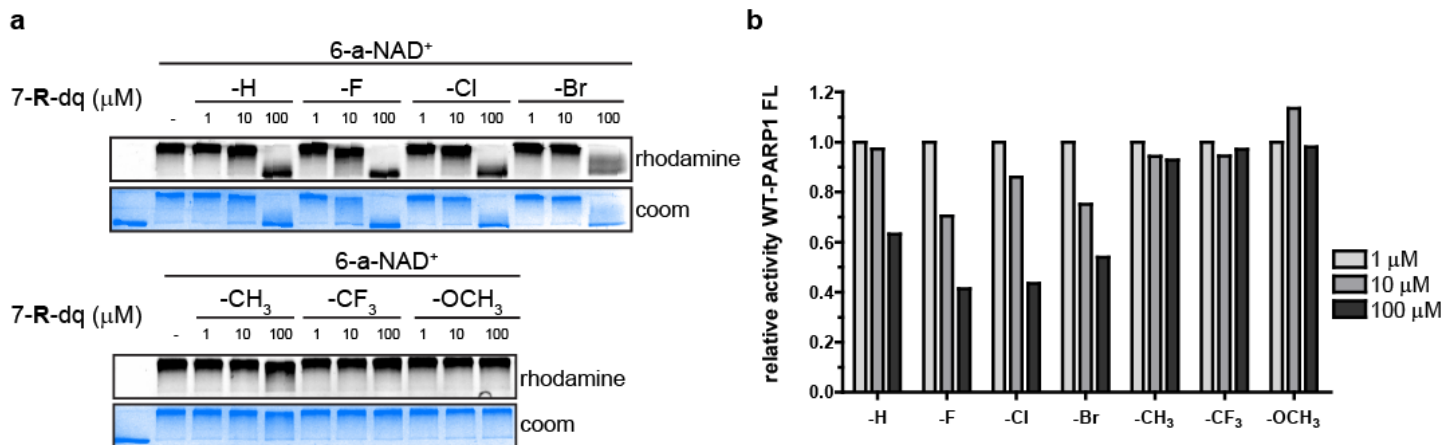 a
6-a-NAD⁺
-H -F -Cl -Br
7-R-dq (μM)
- 1 10 100 1 10 100 1 10 100 1 10 100
rhodamine
coom
6-a-NAD⁺
-CH₃ -CF₃ -OCH₃
7-R-dq (μM)
- 1 10 100 1 10 100 1 10 100
rhodamine
coom
b
relative activity WT-PARP1 FL
1.2
1.0
0.8
0.6
0.4
0.2
0.0
-H -F -Cl -Br -CH₃ -CF₃ -OCH₃
1 μM
10 μM
100 μM